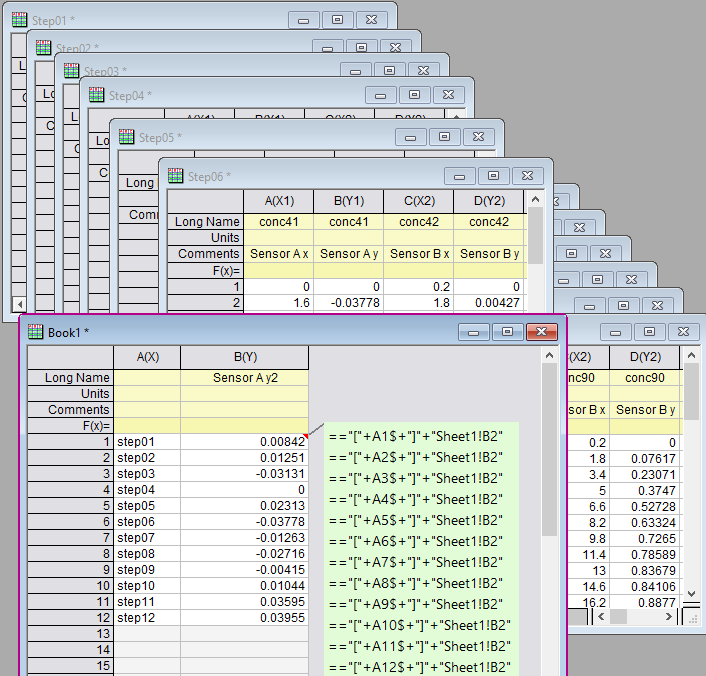 Step01 *
Step02 *
Step03 *
Step04 *
A(X1) B(Y1) C(X2) D(Y2)
Step05 *
Long
Step06 *
A(X1) B(Y1) C(X2) D(Y2)
Long Name conc41 conc41 conc42 conc42
Units
Comments Sensor A x Sensor A y Sensor B x Sensor B y
F(x)=
1 0 0 0.2 0
2 1.6 -0.03778 1.8 0.00427
Book1 *
A(X) B(Y)
Long Name Sensor A y2
Units
Comments
F(x)=
1 step01 0.00842
2 step02 0.01251
3 step03 -0.03131
4 step04 0
5 step05 0.02313
6 step06 -0.03778
7 step07 -0.01263
8 step08 -0.02716
9 step09 -0.00415
10 step10 0.01044
11 step11 0.03595
12 step12 0.03955
13
14
15
=="["+A1$+"]"+"Sheet1!B2"
=="["+A2$+"]"+"Sheet1!B2"
=="["+A3$+"]"+"Sheet1!B2"
=="["+A4$+"]"+"Sheet1!B2"
=="["+A5$+"]"+"Sheet1!B2"
=="["+A6$+"]"+"Sheet1!B2"
=="["+A7$+"]"+"Sheet1!B2"
=="["+A8$+"]"+"Sheet1!B2"
=="["+A9$+"]"+"Sheet1!B2"
=="["+A10$+"]"+"Sheet1!B2"
=="["+A11$+"]"+"Sheet1!B2"
=="["+A12$+"]"+"Sheet1!B2"
(X2) D(Y2)
nc90 conc90
sor B x Sensor B y
0.2 0
1.8 0.07617
3.4 0.23071
5 0.3747
6.6 0.52728
8.2 0.63324
9.8 0.7265
11.4 0.78589
13 0.83679
14.6 0.84106
16.2 0.8877